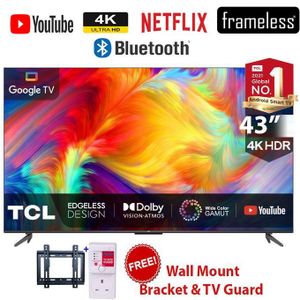 YouTube
4K
ULTRA HD
NETFLIX
frameless
Bluetooth®
Google TV
TCL
2021
Global
NO.1
Android Smart TV
43”
4K HDR
TCL
EDGELESS
DESIGN
Dolby
VISION·ATMOS
Wide Color
GAMUT
YouTube
FREE!
Wall Mount
Bracket & TV Guard